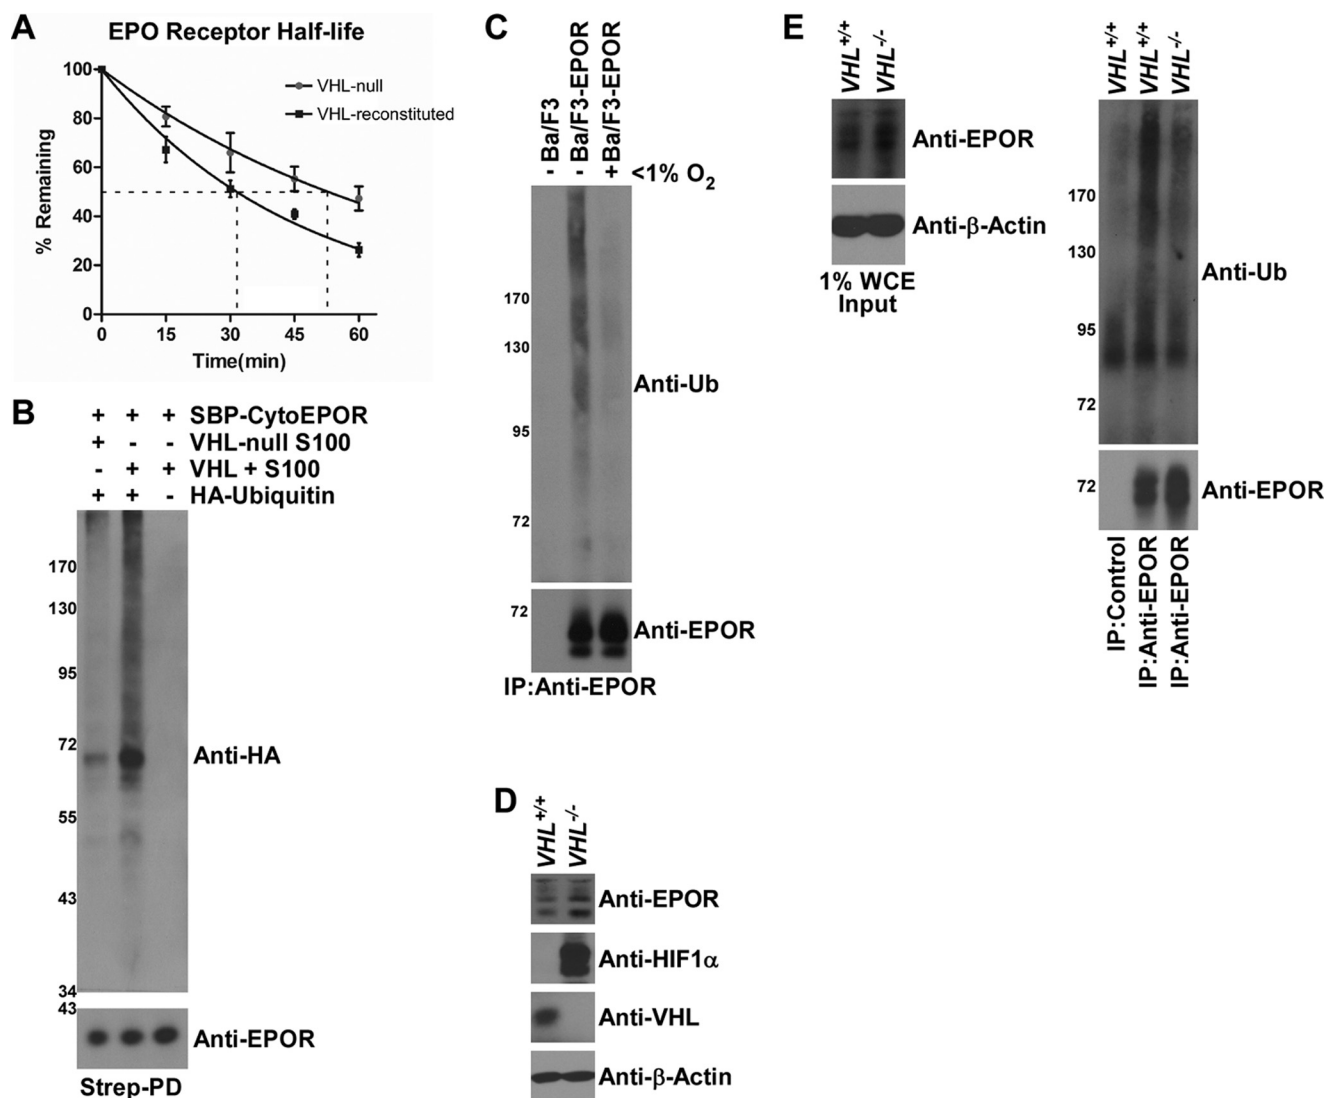 A
EPO Receptor Half-life
VHL-null
VHL-reconstituted
% Remaining
100
80
60
40
20
0
0 15 30 45 60
Time(min)
B
+ + + SBP-CytoEPOR
+ - - VHL-null S100
- + + VHL + S100
+ + - HA-Ubiquitin
170
130
95
72
55
43
34
Anti-HA
43
Anti-EPOR
Strep-PD
C
Ba/F3
Ba/F3-EPOR
Ba/F3-EPOR
- - + <1% O2
170
130
95
72
Anti-Ub
72
Anti-EPOR
IP:Anti-EPOR
D
VHL+/+
VHL-/-
Anti-EPOR
Anti-HIF1α
Anti-VHL
Anti-β-Actin
E
VHL+/+
VHL-/-
Anti-EPOR
Anti-β-Actin
1% WCE
Input
VHL+/+
VHL+/+
VHL-/-
170
130
95
72
Anti-Ub
72
Anti-EPOR
IP:Control
IP:Anti-EPOR
IP:Anti-EPOR